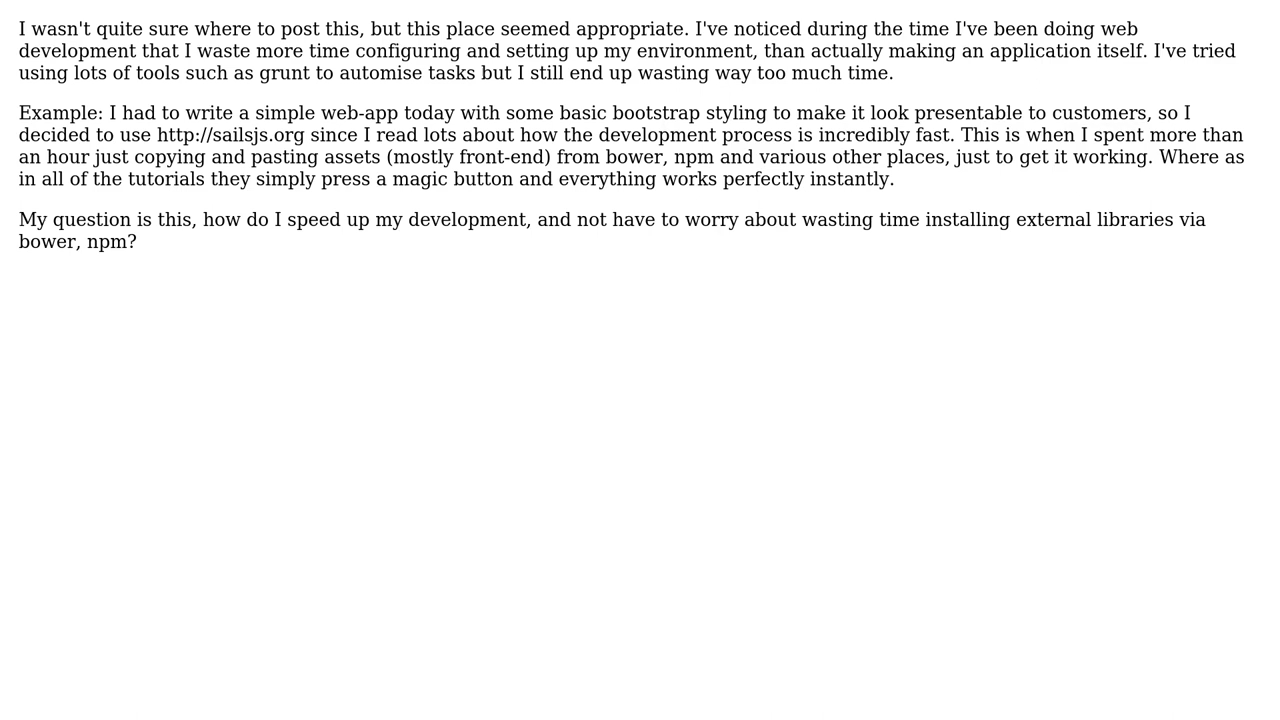 I wasn't quite sure where to post this, but this place seemed appropriate. I've noticed during the time I've been doing web
development that I waste more time configuring and setting up my environment, than actually making an application itself. I've tried
using lots of tools such as grunt to automise tasks but I still end up wasting way too much time.
Example: I had to write a simple web-app today with some basic bootstrap styling to make it look presentable to customers, so I
decided to use http://sailsjs.org since I read lots about how the development process is incredibly fast. This is when I spent more than
an hour just copying and pasting assets (mostly front-end) from bower, npm and various other places, just to get it working. Where as
in all of the tutorials they simply press a magic button and everything works perfectly instantly.
My question is this, how do I speed up my development, and not have to worry about wasting time installing external libraries via
bower, npm?